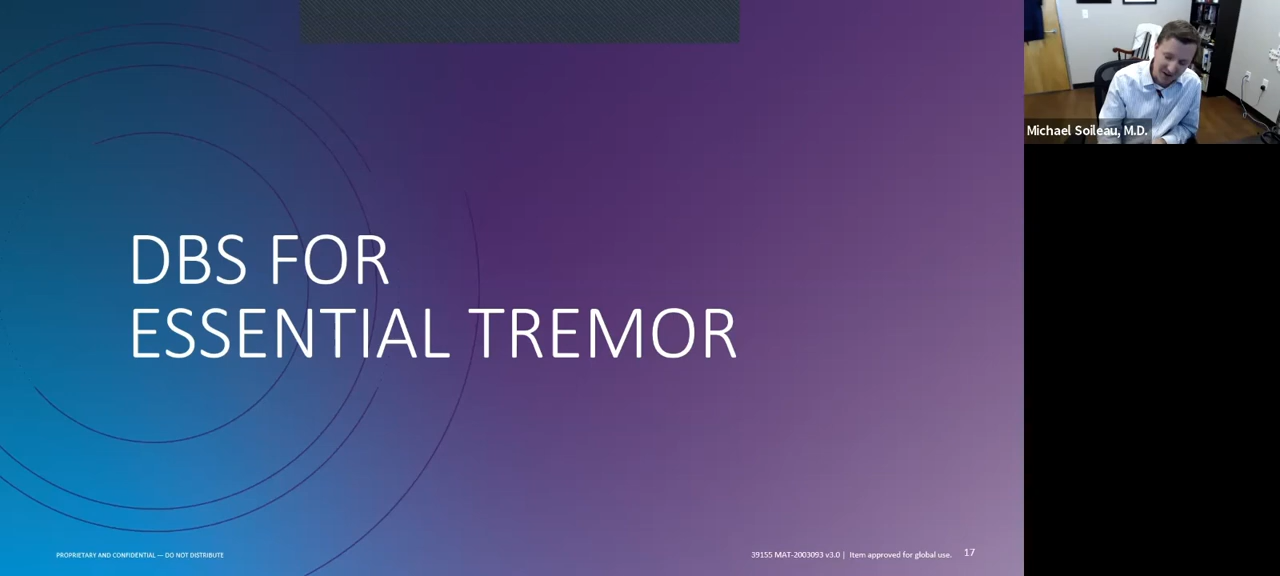 Michael Soileau, M.D.
DBS FOR
ESSENTIAL TREMOR
PROPRIETARY AND CONFIDENTIAL — DO NOT DISTRIBUTE
39155 MAT-2003093 v3.0 | Item approved for global use.
17